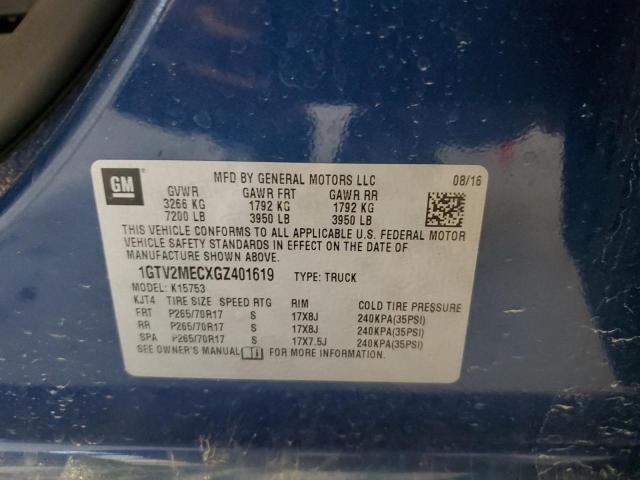 GM
MFD BY GENERAL MOTORS LLC 08/16
GVWR GAWR FRT GAWR RR
3266 KG 1792 KG 1792 KG
7200 LB 3950 LB 3950 LB
THIS VEHICLE CONFORMS TO ALL APPLICABLE U.S. FEDERAL MOTOR
VEHICLE SAFETY STANDARDS IN EFFECT ON THE DATE OF
MANUFACTURE SHOWN ABOVE.
1GTV2MECXGZ401619 TYPE: TRUCK
MODEL: K15753
KJT4 TIRE SIZE SPEED RTG RIM COLD TIRE PRESSURE
FRT P265/70R17 S 17X8J 240KPA(35PSI)
RR P265/70R17 S 17X8J 240KPA(35PSI)
SPA P265/70R17 S 17X7.5J 240KPA(35PSI)
SEE OWNER'S MANUAL FOR MORE INFORMATION.